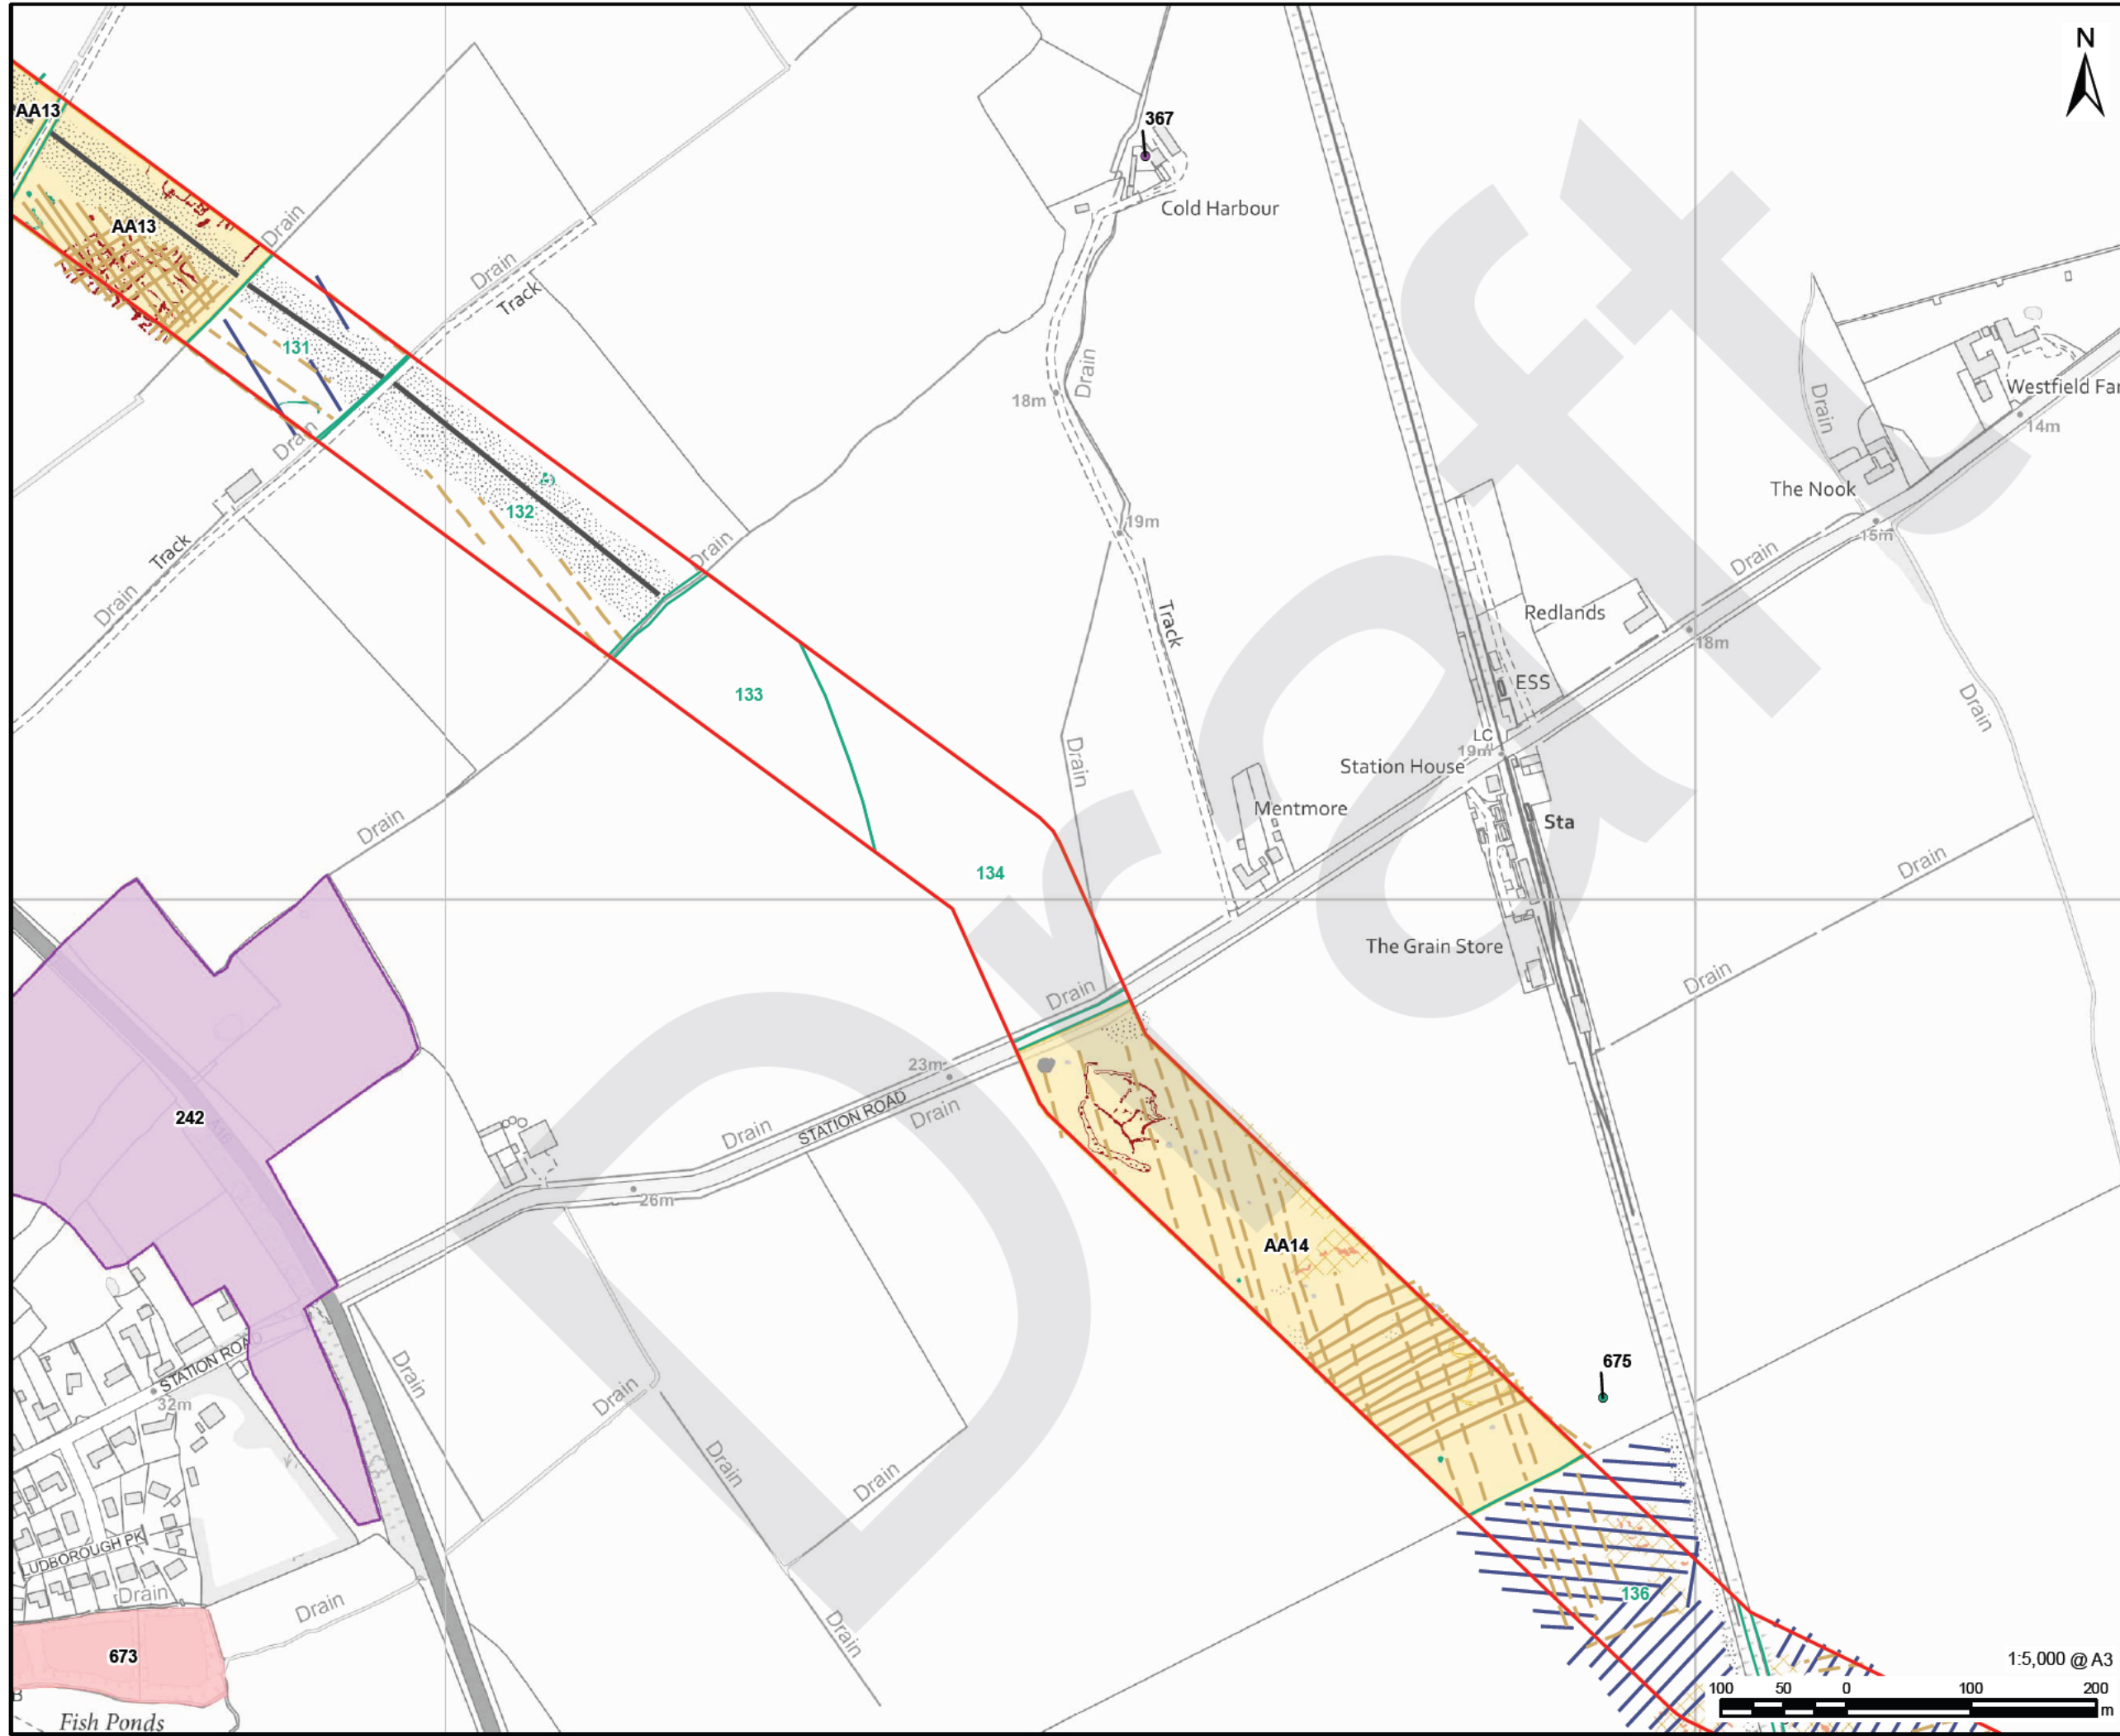 N
AA13
367
Cold Harbour
AA13
Drain
Drain
Track
131
Drain
18m
Drain
Westfield Far
14m
Drain
The Nook
132
19m
15m
Drain
Track
Drain
Drain
Track
Redlands
18m
ESS
133
Drain
LC
19m
Station House
Drain
Mentmore
Sta
Drain
134
Drain
The Grain Store
Drain
Drain
23m
STATION ROAD
Drain
Drain
242
A16
26m
AA14
STATION ROAD
32m
Drain
Drain
675
Drain
Drain
LUDBOROUGH PK
Drain
Drain
136
Drain
673
B
Fish Ponds
1:5,000 @ A3
100 50 0 100 200
m
Draft